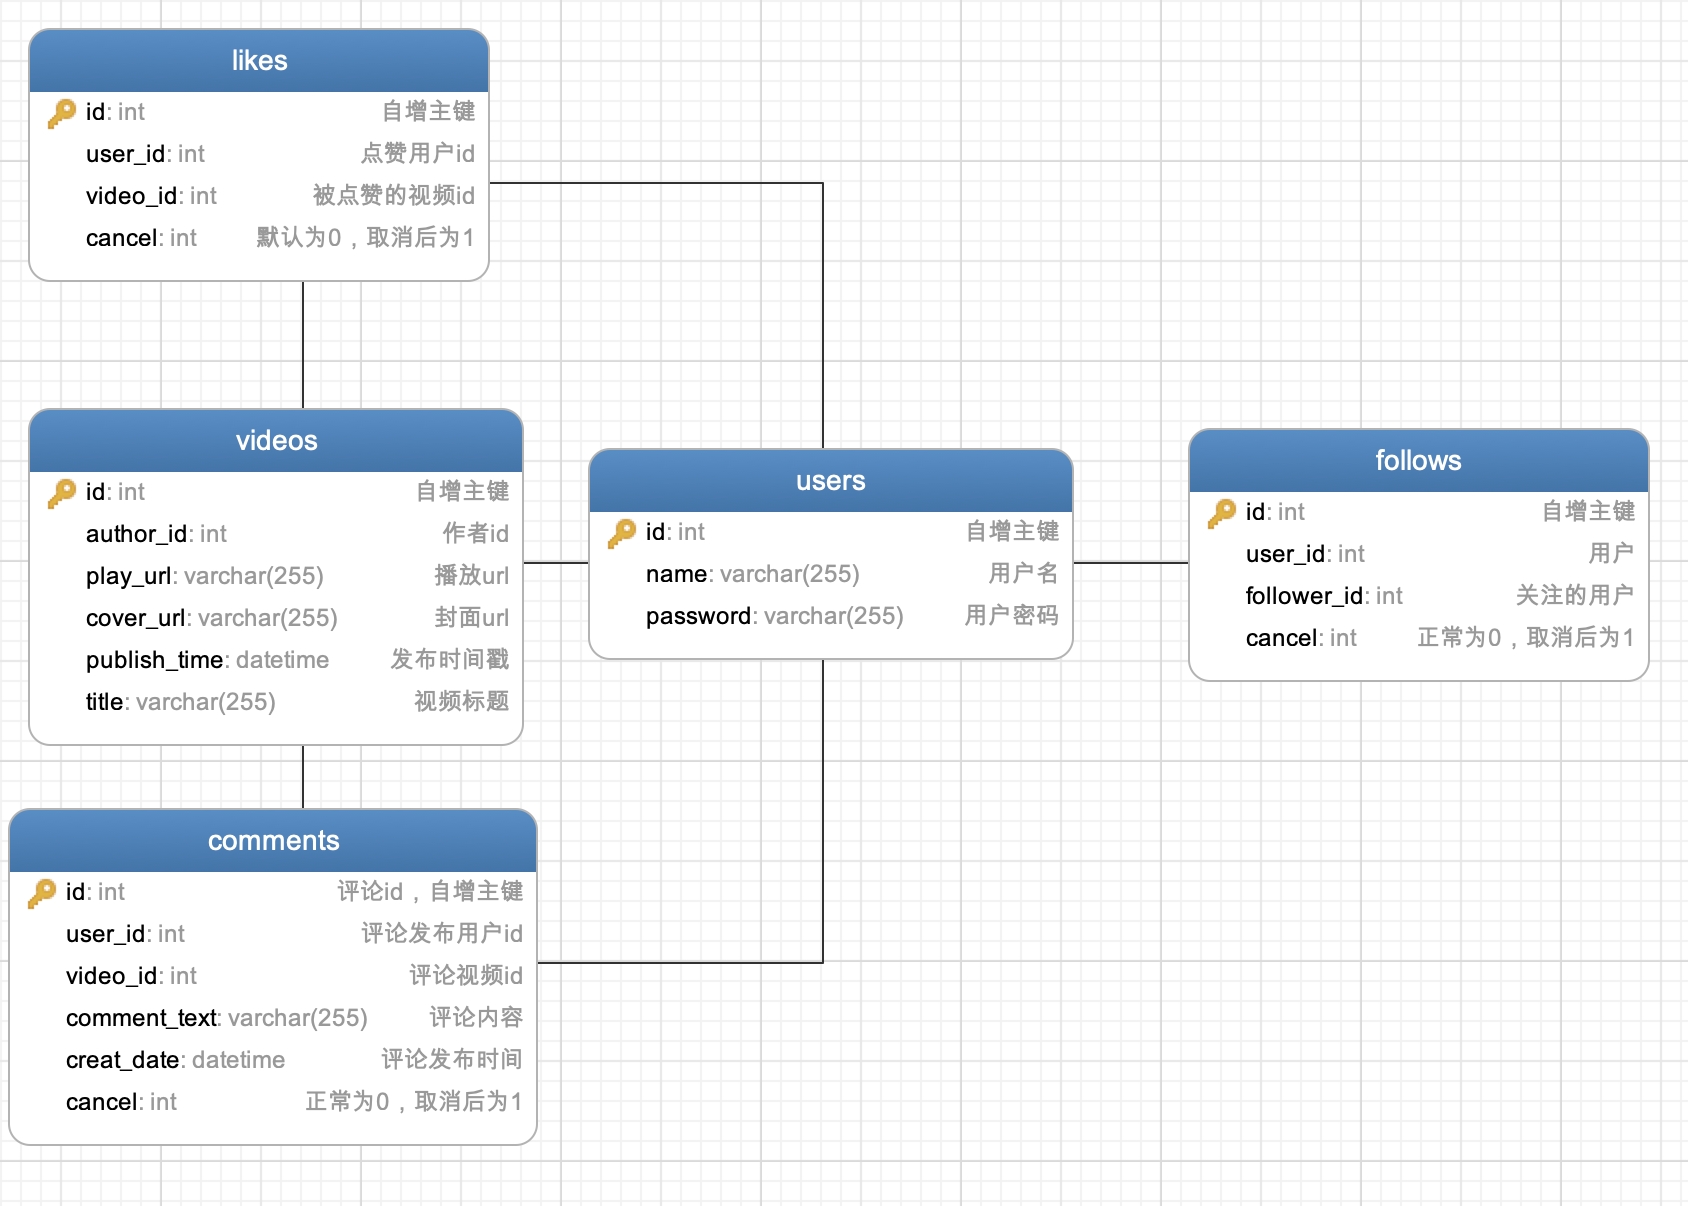 likes
id: int 自增主键
user_id: int 点赞用户id
video_id: int 被点赞的视频id
cancel: int 默认为0，取消后为1
videos
id: int 自增主键
author_id: int 作者id
play_url: varchar(255) 播放url
cover_url: varchar(255) 封面url
publish_time: datetime 发布时间戳
title: varchar(255) 视频标题
users
id: int 自增主键
name: varchar(255) 用户名
password: varchar(255) 用户密码
follows
id: int 自增主键
user_id: int 用户
follower_id: int 关注的用户
cancel: int 正常为0，取消后为1
comments
id: int 评论id，自增主键
user_id: int 评论发布用户id
video_id: int 评论视频id
comment_text: varchar(255) 评论内容
creat_date: datetime 评论发布时间
cancel: int 正常为0，取消后为1